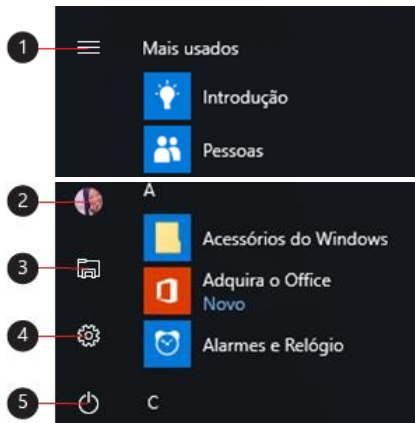 1
Mais usados
Introdução
Pessoas
2
A
Acessórios do Windows
3
Adquira o Office
Novo
4
Alarmes e Relógio
5
C